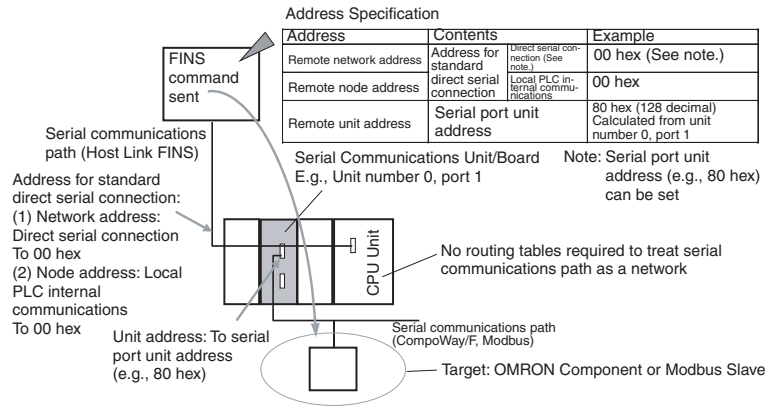 Address Specification
Address Contents Example
Remote network address
Address for standard direct serial connection
Direct serial con-
nection (See
note.)
00 hex (See note.)
Remote node address
Local PLC in-
ternal commu-
nications
00 hex
Remote unit address
Serial port unit
address
80 hex (128 decimal)
Calculated from unit
number 0, port 1
FINS
command
sent
Serial communications
path (Host Link FINS)
Serial Communications Unit/Board
E.g., Unit number 0, port 1
Note: Serial port unit
address (e.g., 80 hex)
can be set
Address for standard
direct serial connection:
(1) Network address:
Direct serial connection
To 00 hex
(2) Node address: Local
PLC internal
communications
To 00 hex
CPU Unit
No routing tables required to treat serial
communications path as a network
Unit address: To serial
port unit address
(e.g., 80 hex)
Serial communications path
(CompoWay/F, Modbus)
Target: OMRON Component or Modbus Slave